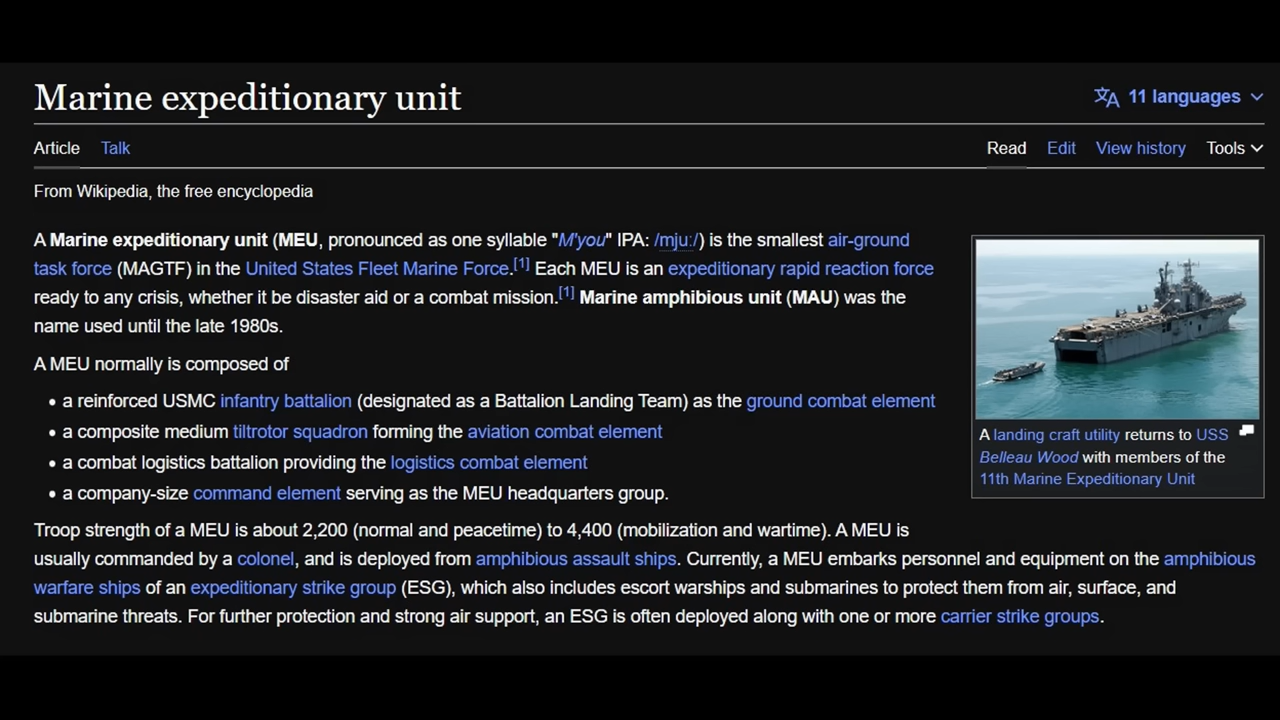 Marine expeditionary unit
11 languages
Article Talk
Read Edit View history Tools
From Wikipedia, the free encyclopedia
A Marine expeditionary unit (MEU, pronounced as one syllable "M'you" IPA: /mjuː/) is the smallest air-ground
task force (MAGTF) in the United States Fleet Marine Force.[1] Each MEU is an expeditionary rapid reaction force
ready to any crisis, whether it be disaster aid or a combat mission.[1] Marine amphibious unit (MAU) was the
name used until the late 1980s.
A MEU normally is composed of
• a reinforced USMC infantry battalion (designated as a Battalion Landing Team) as the ground combat element
• a composite medium tiltrotor squadron forming the aviation combat element
• a combat logistics battalion providing the logistics combat element
• a company-size command element serving as the MEU headquarters group.
A landing craft utility returns to USS
Belleau Wood with members of the
11th Marine Expeditionary Unit
Troop strength of a MEU is about 2,200 (normal and peacetime) to 4,400 (mobilization and wartime). A MEU is
usually commanded by a colonel, and is deployed from amphibious assault ships. Currently, a MEU embarks personnel and equipment on the amphibious
warfare ships of an expeditionary strike group (ESG), which also includes escort warships and submarines to protect them from air, surface, and
submarine threats. For further protection and strong air support, an ESG is often deployed along with one or more carrier strike groups.